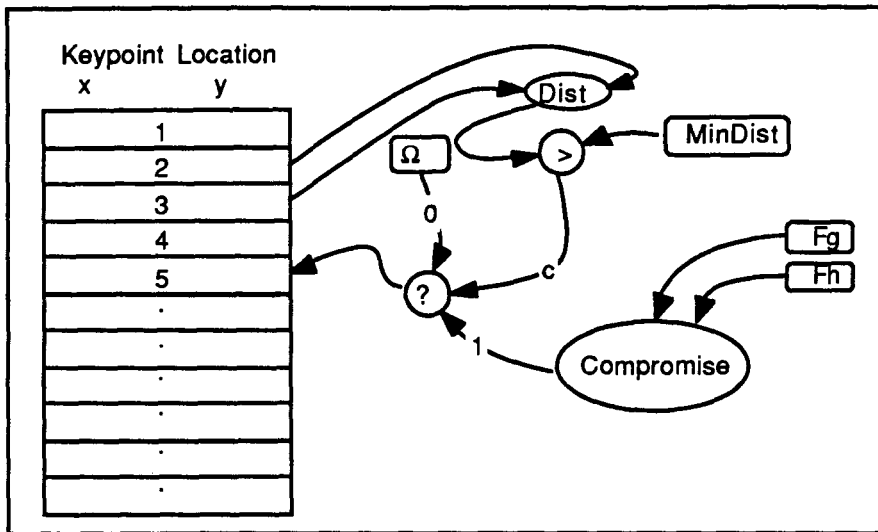 Keypoint Location
x y
1
2
3
4
5
.
.
.
.
.
.
Dist
>
MinDist
Ω
0
c
?
1
Fg
Fh
Compromise